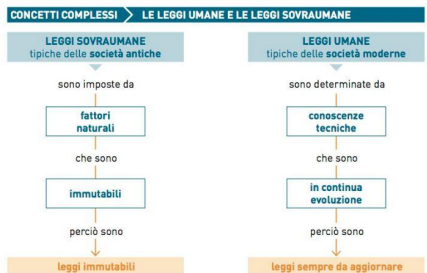 CONCETTI COMPLESSI LE LEGGI UMANE E LE LEGGI SOVRAUMANE
LEGGI SOVRAUMANE
tipiche delle società antiche
sono imposte da
fattori
naturali
che sono
immutabili
perciò sono
leggi immutabili
LEGGI UMANE
tipiche delle società moderne
sono determinate da
conoscenze
tecniche
che sono
in continua
evoluzione
perciò sono
leggi sempre da aggiornare